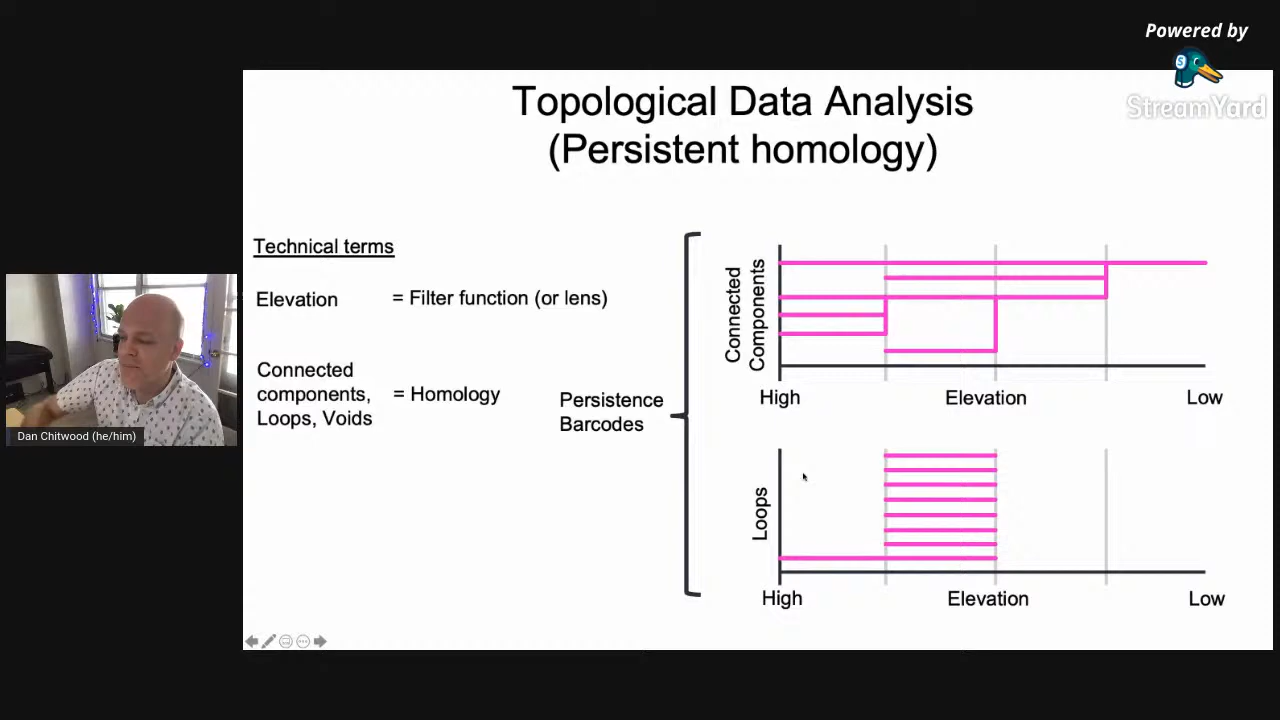 Powered by
StreamYard
Topological Data Analysis
(Persistent homology)
Technical terms
Elevation = Filter function (or lens)
Connected
components, = Homology
Loops, Voids
Persistence
Barcodes
Connected
Components
High Elevation Low
Loops
High Elevation Low
Dan Chitwood (he/him)